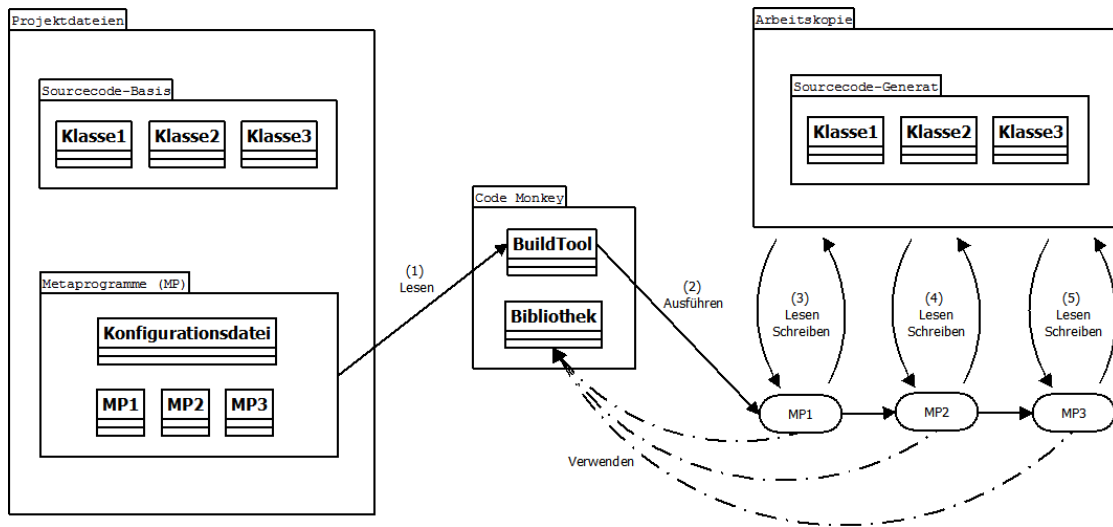 Projektdateien
Sourcecode-Basis
Klasse1
Klasse2
Klasse3
Metaprogramme (MP)
Konfigurationsdatei
MP1
MP2
MP3
(1)
Lesen
Code Monkey
BuildTool
Bibliothek
(2)
Ausführen
Verwenden
Arbeitskopie
Sourcecode-Generat
Klasse1
Klasse2
Klasse3
(3)
Lesen
Schreiben
(4)
Lesen
Schreiben
(5)
Lesen
Schreiben
MP1
MP2
MP3